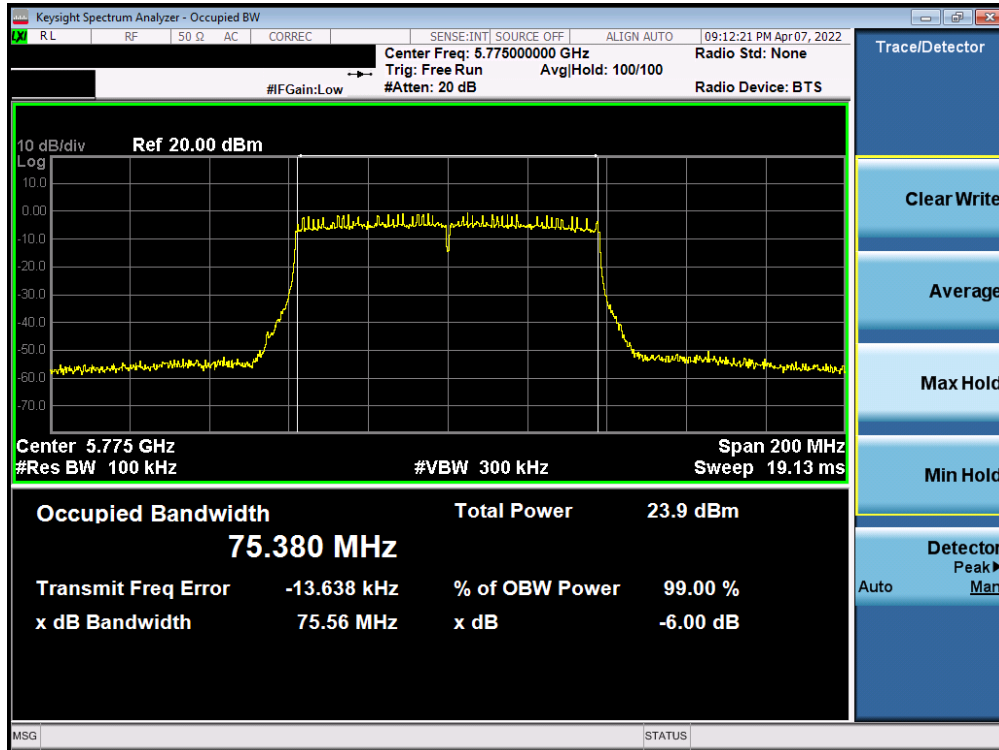 Keysight Spectrum Analyzer - Occupied BW
LXI RL RF 50 Ω AC CORREC SENSE:INT SOURCE OFF ALIGN AUTO 09:12:21 PM Apr 07, 2022
Center Freq: 5.775000000 GHz Radio Std: None
Trig: Free Run Avg|Hold: 100/100
#IFGain:Low #Atten: 20 dB Radio Device: BTS
10 dB/div Ref 20.00 dBm
Log
10.0
0.00
-10.0
-20.0
-30.0
-40.0
-50.0
-60.0
-70.0
Center 5.775 GHz Span 200 MHz
#Res BW 100 kHz #VBW 300 kHz Sweep 19.13 ms
Occupied Bandwidth Total Power 23.9 dBm
75.380 MHz
Transmit Freq Error -13.638 kHz % of OBW Power 99.00 %
x dB Bandwidth 75.56 MHz x dB -6.00 dB
MSG STATUS
Trace/Detector
Clear Write
Average
Max Hold
Min Hold
Detector
Peak▶
Auto Man